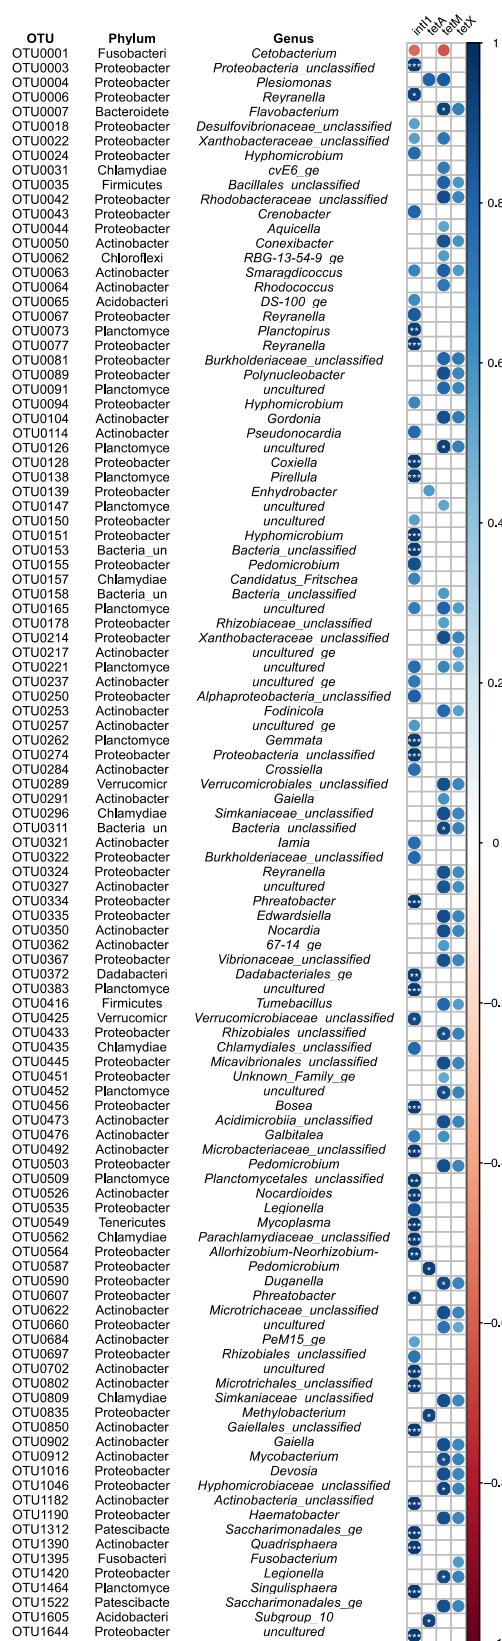 intI1 tetA tetM tetX
OTU Phylum Genus
OTU0001 Fusobacteri Cetobacterium
OTU0003 Proteobacter Proteobacteria_unclassified ***
OTU0004 Proteobacter Plesiomonas
OTU0006 Proteobacter Reyranella *
OTU0007 Bacteroidete Flavobacterium *
OTU0018 Proteobacter Desulfovibrionaceae_unclassified
OTU0022 Proteobacter Xanthobacteraceae_unclassified
OTU0024 Proteobacter Hyphomicrobium
OTU0031 Chlamydiae cvE6_ge
OTU0035 Firmicutes Bacillales_unclassified
OTU0042 Proteobacter Rhodobacteraceae_unclassified
OTU0043 Proteobacter Crenobacter
OTU0044 Proteobacter Aquicella
OTU0050 Actinobacter Conexibacter
OTU0062 Chloroflexi RBG-13-54-9_ge
OTU0063 Actinobacter Smaragdicoccus
OTU0064 Actinobacter Rhodococcus
OTU0065 Acidobacteri DS-100_ge
OTU0067 Proteobacter Reyranella
OTU0073 Planctomyce Planctopirus **
OTU0077 Proteobacter Reyranella ***
OTU0081 Proteobacter Burkholderiaceae_unclassified
OTU0089 Proteobacter Polynucleobacter
OTU0091 Planctomyce uncultured
OTU0094 Proteobacter Hyphomicrobium
OTU0104 Actinobacter Gordonia
OTU0114 Actinobacter Pseudonocardia
OTU0126 Planctomyce uncultured *
OTU0128 Proteobacter Coxiella ***
OTU0138 Planctomyce Pirellula ***
OTU0139 Proteobacter Enhydrobacter
OTU0147 Planctomyce uncultured
OTU0150 Proteobacter uncultured
OTU0151 Proteobacter Hyphomicrobium ***
OTU0153 Bacteria_un Bacteria_unclassified ***
OTU0155 Proteobacter Pedomicrobium
OTU0157 Chlamydiae Candidatus_Fritschea
OTU0158 Bacteria_un Bacteria_unclassified
OTU0165 Planctomyce uncultured
OTU0178 Proteobacter Rhizobiaceae_unclassified
OTU0214 Proteobacter Xanthobacteraceae_unclassified
OTU0217 Actinobacter uncultured_ge
OTU0221 Planctomyce uncultured
OTU0237 Actinobacter uncultured_ge
OTU0250 Proteobacter Alphaproteobacteria_unclassified
OTU0253 Actinobacter Fodinicola
OTU0257 Actinobacter uncultured_ge
OTU0262 Planctomyce Gemmata ***
OTU0274 Proteobacter Proteobacteria_unclassified ***
OTU0284 Actinobacter Crossiella
OTU0289 Verrucomicr Verrucomicrobiales_unclassified
OTU0291 Actinobacter Gaiella
OTU0296 Chlamydiae Simkaniaceae_unclassified
OTU0311 Bacteria_un Bacteria_unclassified *
OTU0321 Actinobacter Iamia
OTU0322 Proteobacter Burkholderiaceae_unclassified
OTU0324 Proteobacter Reyranella
OTU0327 Actinobacter uncultured
OTU0334 Proteobacter Phreatobacter ***
OTU0335 Proteobacter Edwardsiella
OTU0350 Actinobacter Nocardia
OTU0362 Actinobacter 67-14_ge
OTU0367 Proteobacter Vibrionaceae_unclassified
OTU0372 Dadabacteri Dadabacteriales_ge **
OTU0383 Planctomyce uncultured ***
OTU0416 Firmicutes Tumebacillus
OTU0425 Verrucomicr Verrucomicrobiaceae_unclassified *
OTU0433 Proteobacter Rhizobiales_unclassified *
OTU0435 Chlamydiae Chlamydiales_unclassified
OTU0445 Proteobacter Micavibrionales_unclassified
OTU0451 Proteobacter Unknown_Family_ge
OTU0452 Planctomyce uncultured *
OTU0456 Proteobacter Bosea ***
OTU0473 Actinobacter Acidimicrobiia_unclassified
OTU0476 Actinobacter Galbitalea
OTU0492 Actinobacter Microbacteriaceae_unclassified ***
OTU0503 Proteobacter Pedomicrobium
OTU0509 Planctomyce Planctomycetales_unclassified **
OTU0526 Actinobacter Nocardioides ***
OTU0535 Proteobacter Legionella
OTU0549 Tenericutes Mycoplasma ***
OTU0562 Chlamydiae Parachlamydiaceae_unclassified ***
OTU0564 Proteobacter Allorhizobium-Neorhizobium- **
OTU0587 Proteobacter Pedomicrobium *
OTU0590 Proteobacter Duganella *
OTU0607 Proteobacter Phreatobacter *
OTU0622 Actinobacter Microtrichaceae_unclassified
OTU0660 Proteobacter uncultured
OTU0684 Actinobacter PeM15_ge
OTU0697 Proteobacter Rhizobiales_unclassified
OTU0702 Actinobacter uncultured ***
OTU0802 Actinobacter Microtrichales_unclassified ***
OTU0809 Chlamydiae Simkaniaceae_unclassified
OTU0835 Proteobacter Methylobacterium *
OTU0850 Actinobacter Gaiellales_unclassified ***
OTU0902 Actinobacter Gaiella
OTU0912 Actinobacter Mycobacterium *
OTU1016 Proteobacter Devosia
OTU1046 Proteobacter Hyphomicrobiaceae_unclassified *
OTU1182 Actinobacter Actinobacteria_unclassified ***
OTU1190 Proteobacter Haematobacter
OTU1312 Patescibacte Saccharimonadales_ge ***
OTU1390 Actinobacter Quadrisphaera ***
OTU1395 Fusobacteri Fusobacterium
OTU1420 Proteobacter Legionella *
OTU1464 Planctomyce Singulisphaera ***
OTU1522 Patescibacte Saccharimonadales_ge
OTU1605 Acidobacteri Subgroup_10 *
OTU1644 Proteobacter uncultured ***
1
0.8
0.6
0.4
0.2
0